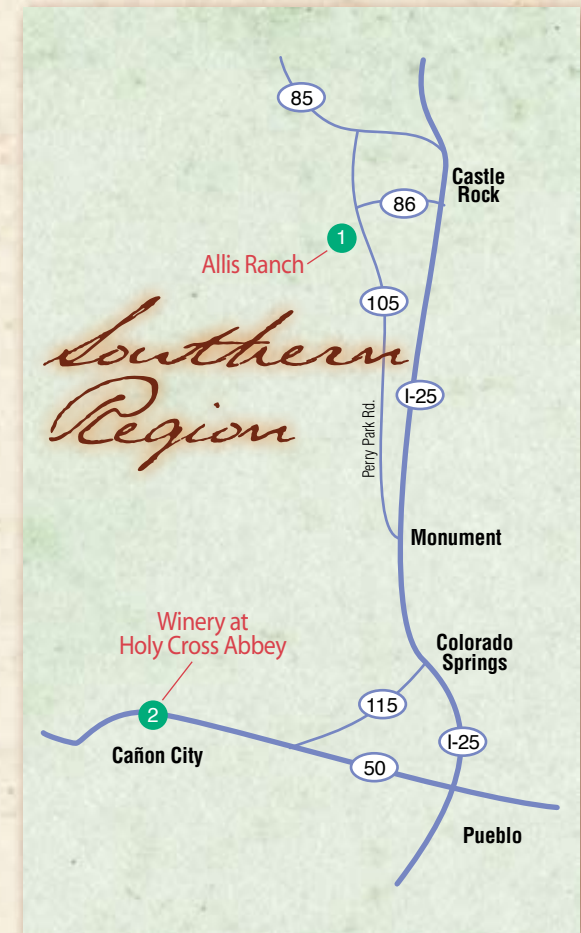 85
Castle
Rock
86
1
Allis Ranch
105
Southern
Region
I-25
Perry Park Rd.
Monument
Winery at
Holy Cross Abbey
Colorado
Springs
115
2
I-25
Cañon City
50
Pueblo